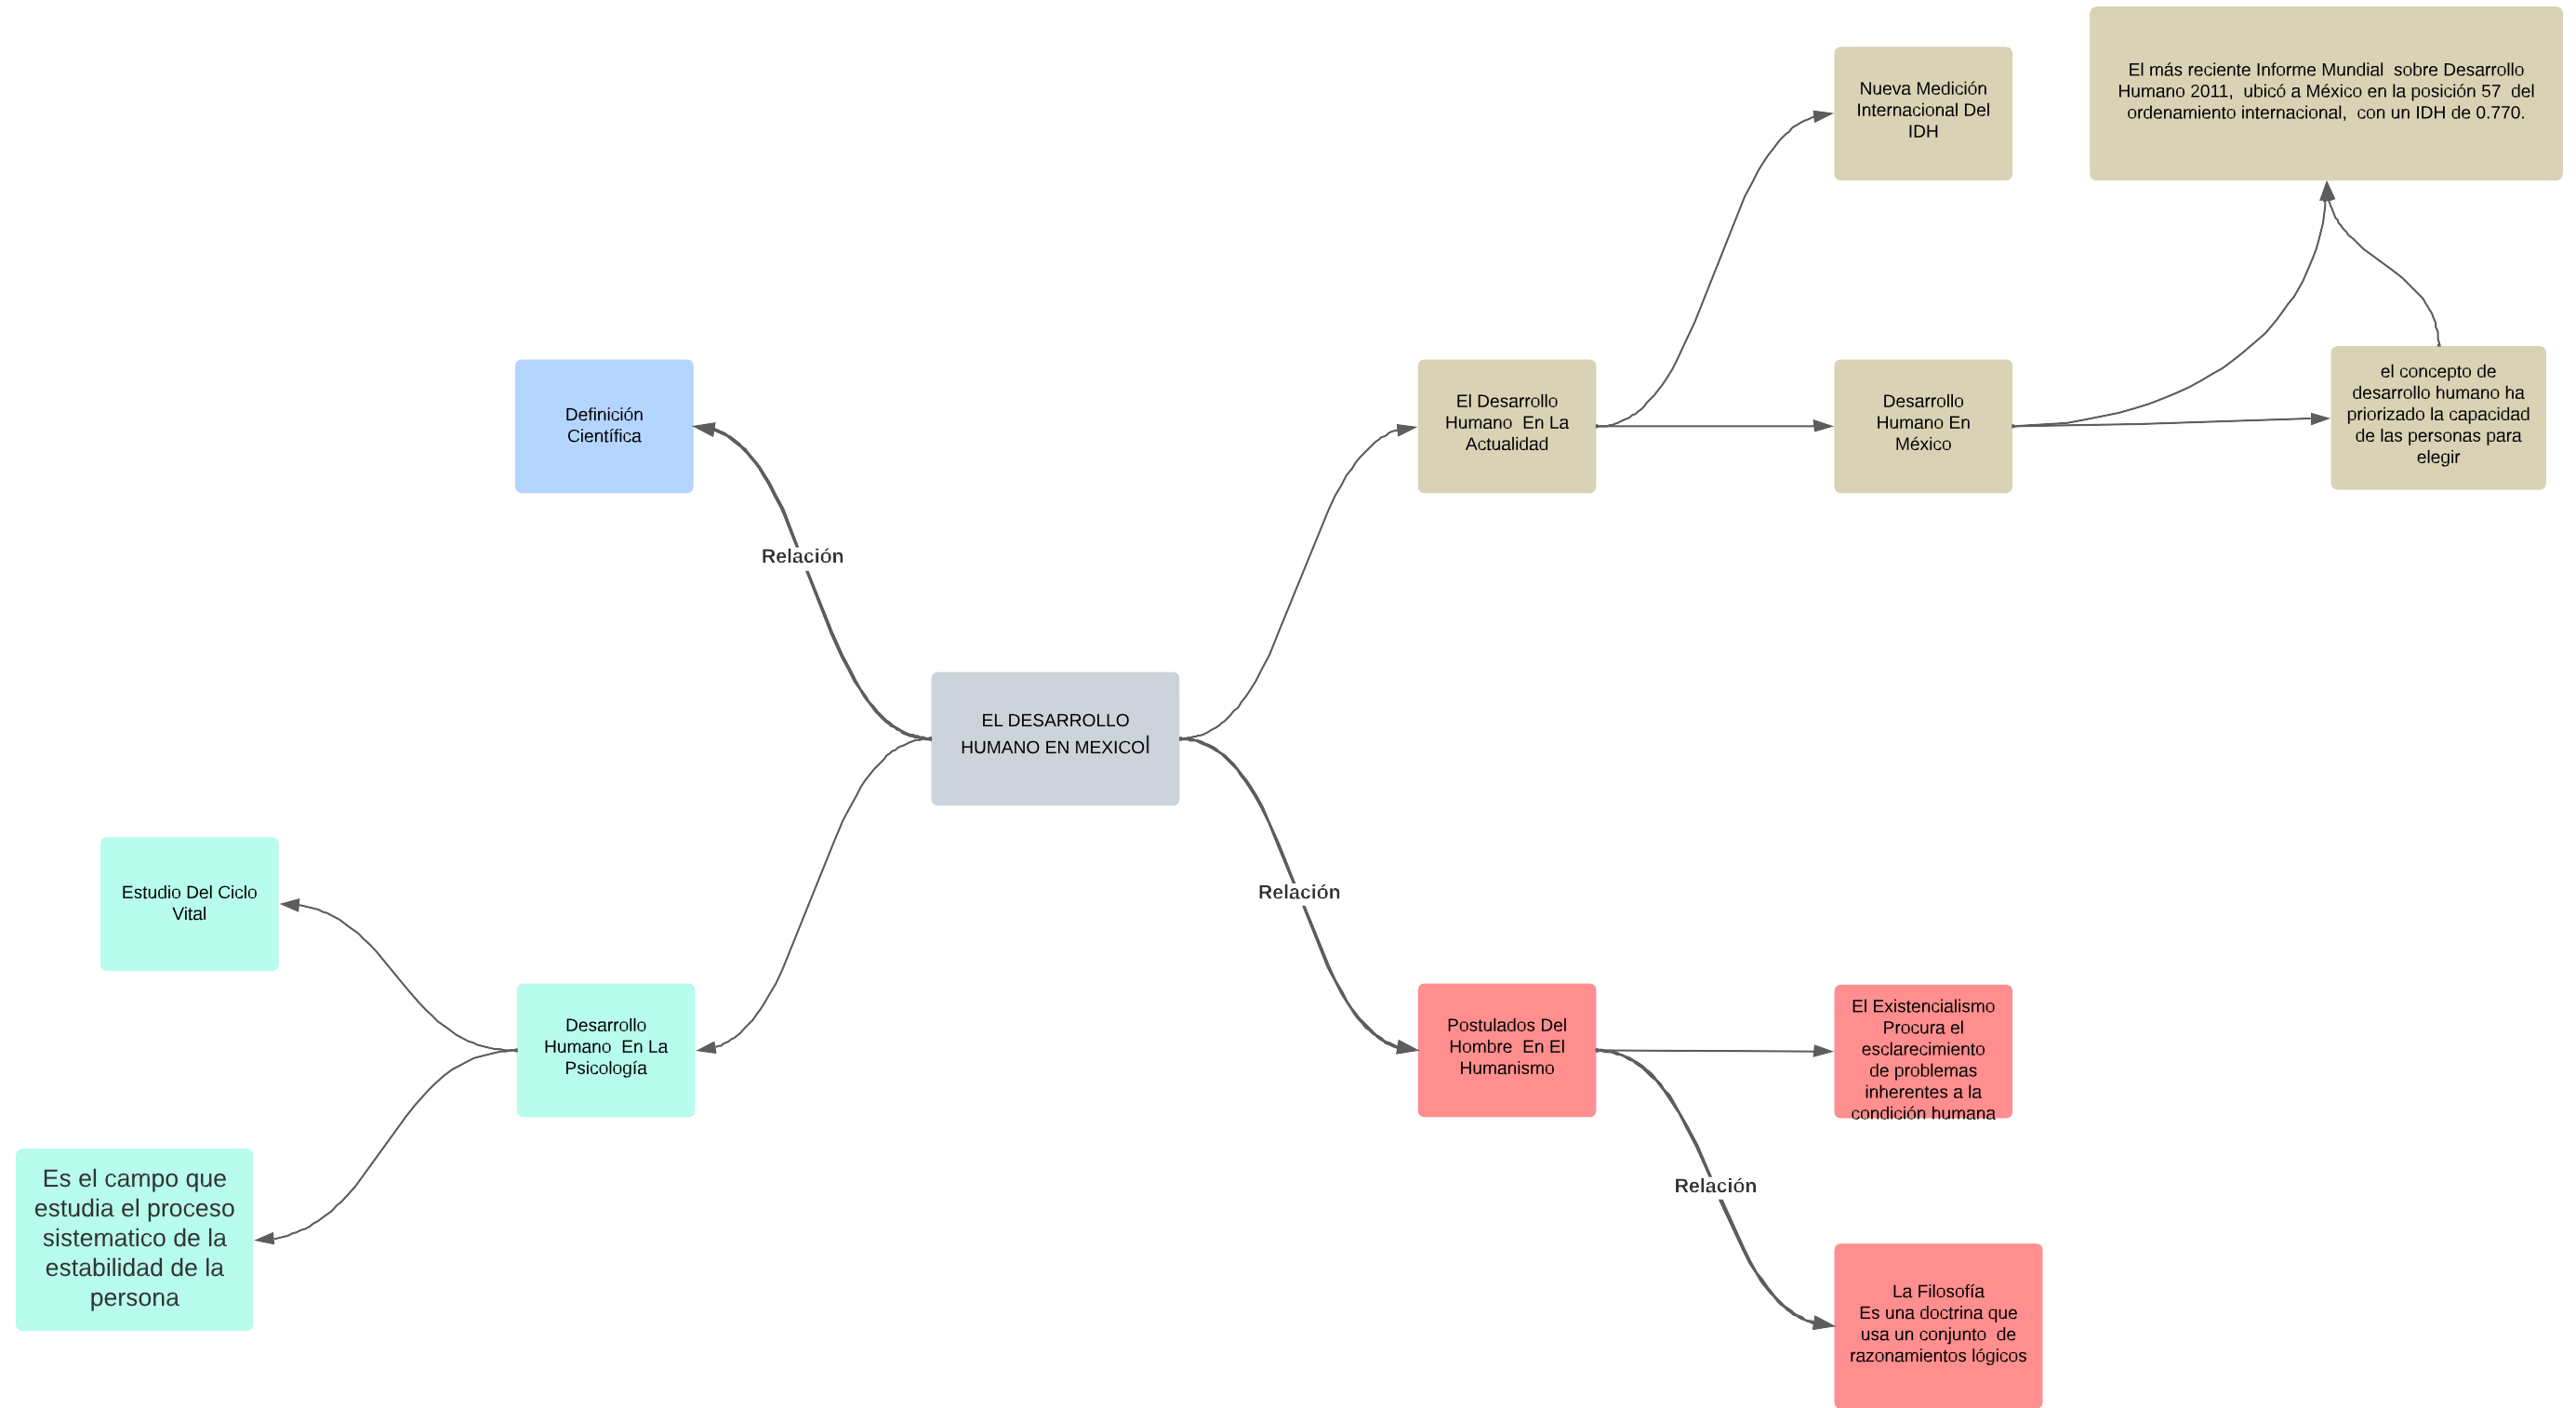 El más reciente Informe Mundial  sobre Desarrollo
Humano 2011,  ubicó a México en la posición 57  del
ordenamiento internacional,  con un IDH de 0.770.
Nueva Medición
Internacional Del
IDH
Definición
Científica
El Desarrollo
Humano  En La
Actualidad
Desarrollo
Humano En
México
el concepto de
desarrollo humano ha
priorizado la capacidad
de las personas para
elegir
Relación
EL DESARROLLO
HUMANO EN MEXICO
Estudio Del Ciclo
Vital
Relación
Desarrollo
Humano  En La
Psicología
Postulados Del
Hombre  En El
Humanismo
El Existencialismo
Procura el
esclarecimiento
de problemas
inherentes a la
condición humana
Es el campo que
estudia el proceso
sistematico de la
estabilidad de la
persona
Relación
La Filosofía
Es una doctrina que
usa un conjunto  de
razonamientos lógicos